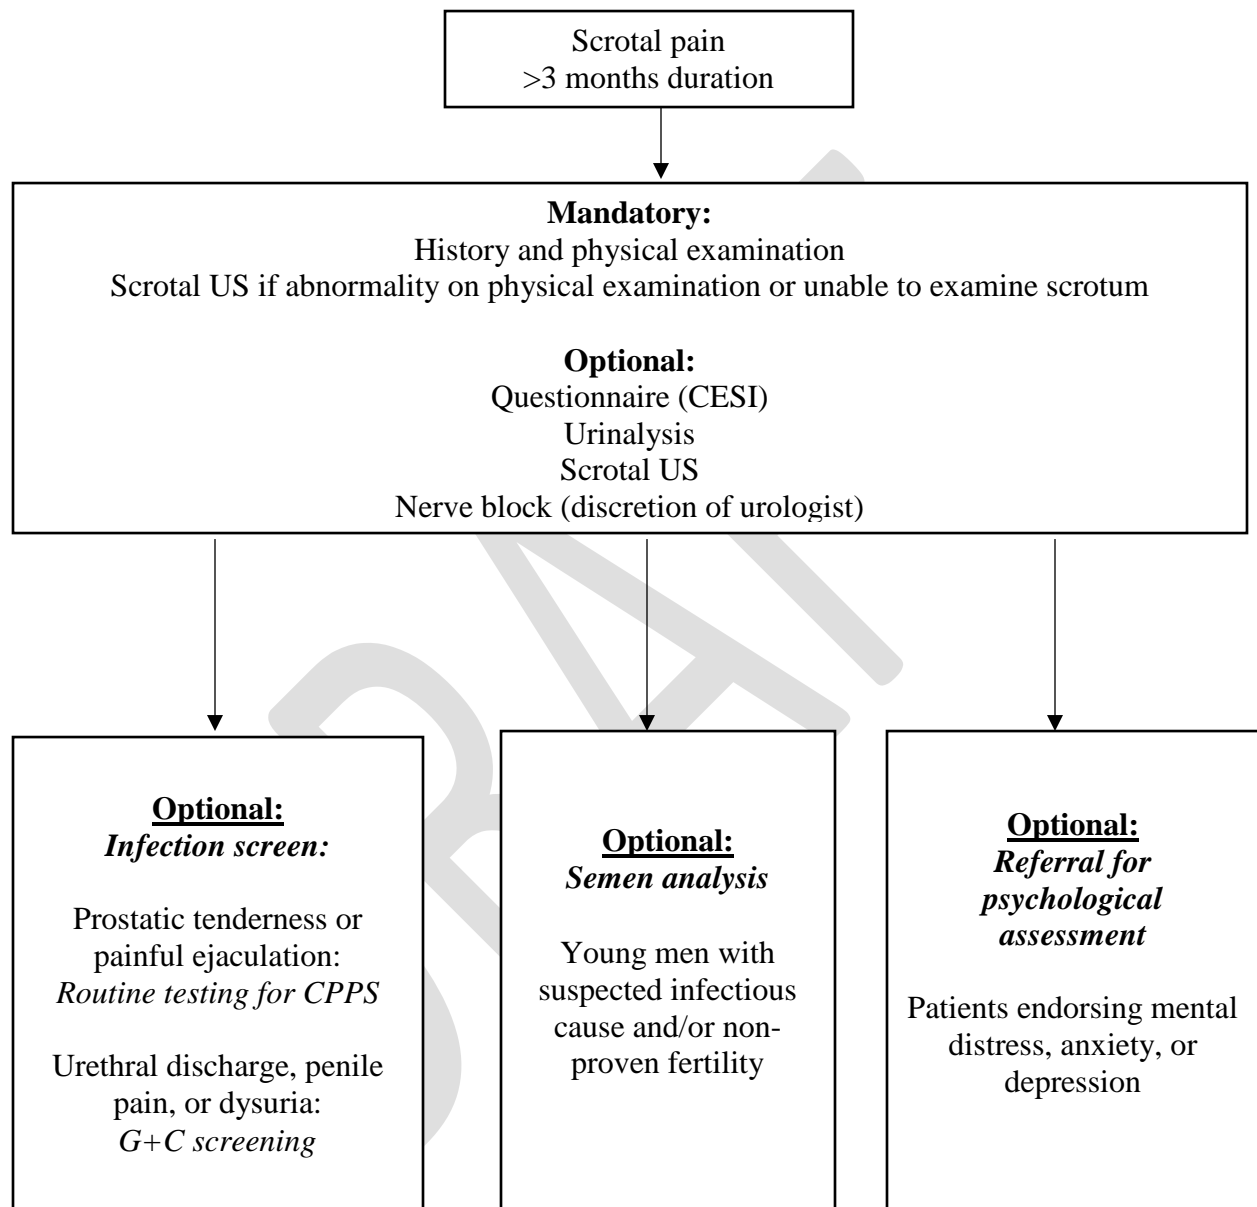 Scrotal pain
>3 months duration
Mandatory:
History and physical examination
Scrotal US if abnormality on physical examination or unable to examine scrotum
Optional:
Questionnaire (CESI)
Urinalysis
Scrotal US
Nerve block (discretion of urologist)
Optional:
Infection screen:
Prostatic tenderness or
painful ejaculation:
Routine testing for CPPS
Urethral discharge, penile
pain, or dysuria:
G+C screening
Optional:
Semen analysis
Young men with
suspected infectious
cause and/or non-
proven fertility
Optional:
Referral for
psychological
assessment
Patients endorsing mental
distress, anxiety, or
depression